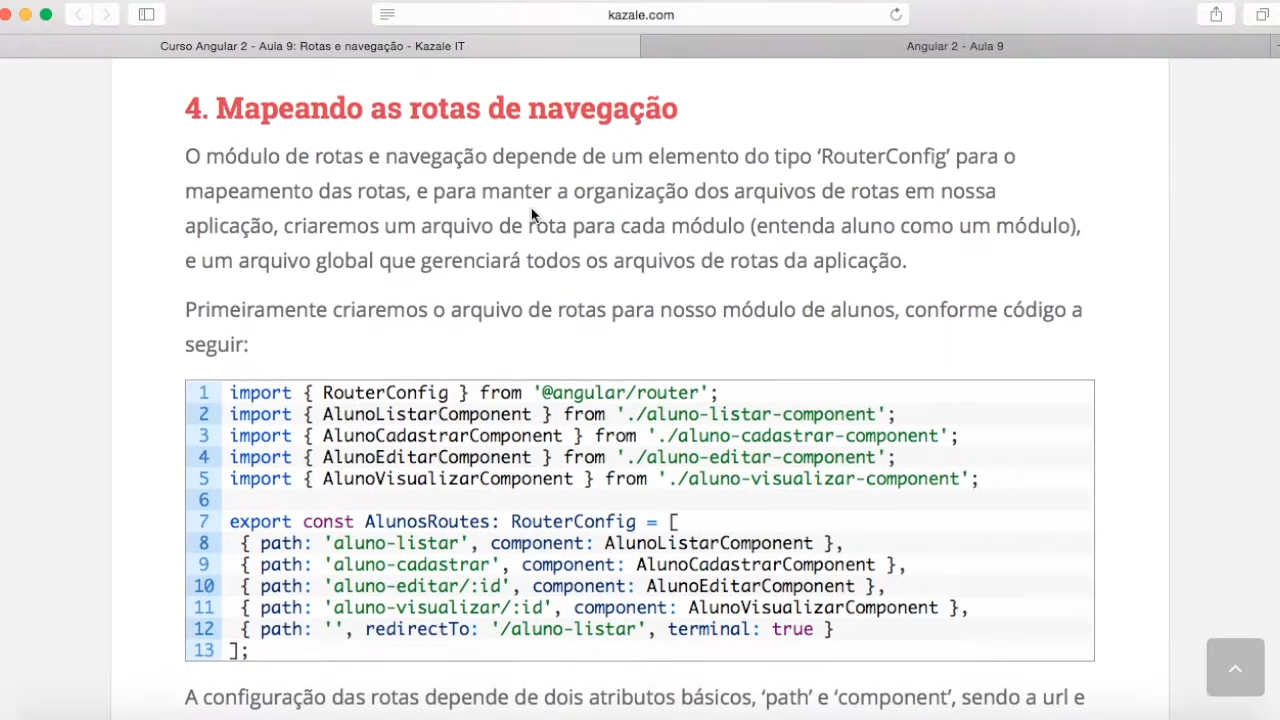 kazale.com
Curso Angular 2 - Aula 9: Rotas e navegação - Kazale IT
Angular 2 - Aula 9
4. Mapeando as rotas de navegação
O módulo de rotas e navegação depende de um elemento do tipo ‘RouterConfig’ para o
mapeamento das rotas, e para manter a organização dos arquivos de rotas em nossa
aplicação, criaremos um arquivo de rota para cada módulo (entenda aluno como um módulo),
e um arquivo global que gerenciará todos os arquivos de rotas da aplicação.
Primeiramente criaremos o arquivo de rotas para nosso módulo de alunos, conforme código a
seguir:
1 import { RouterConfig } from '@angular/router';
2 import { AlunoListarComponent } from './aluno-listar-component';
3 import { AlunoCadastrarComponent } from './aluno-cadastrar-component';
4 import { AlunoEditarComponent } from './aluno-editar-component';
5 import { AlunoVisualizarComponent } from './aluno-visualizar-component';
6
7 export const AlunosRoutes: RouterConfig = [
8 { path: 'aluno-listar', component: AlunoListarComponent },
9 { path: 'aluno-cadastrar', component: AlunoCadastrarComponent },
10 { path: 'aluno-editar/:id', component: AlunoEditarComponent },
11 { path: 'aluno-visualizar/:id', component: AlunoVisualizarComponent },
12 { path: '', redirectTo: '/aluno-listar', terminal: true }
13 ];
A configuração das rotas depende de dois atributos básicos, ‘path’ e ‘component’, sendo a url e